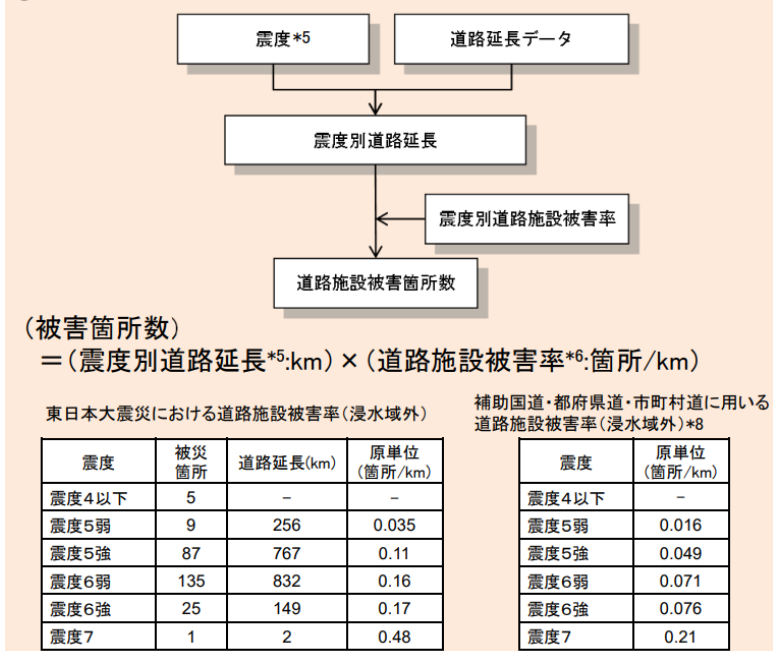 震度*5
道路延長データ
震度別道路延長
震度別道路施設被害率
道路施設被害箇所数
(被害箇所数)
=(震度別道路延長*5:km)×(道路施設被害率*6:箇所/km)
東日本大震災における道路施設被害率(浸水域外)
震度 被災箇所 道路延長(km) 原単位(箇所/km)
震度4以下 5 − −
震度5弱 9 256 0.035
震度5強 87 767 0.11
震度6弱 135 832 0.16
震度6強 25 149 0.17
震度7 1 2 0.48
補助国道・都府県道・市町村道に用いる
道路施設被害率(浸水域外)*8
震度 原単位(箇所/km)
震度4以下 −
震度5弱 0.016
震度5強 0.049
震度6弱 0.071
震度6強 0.076
震度7 0.21